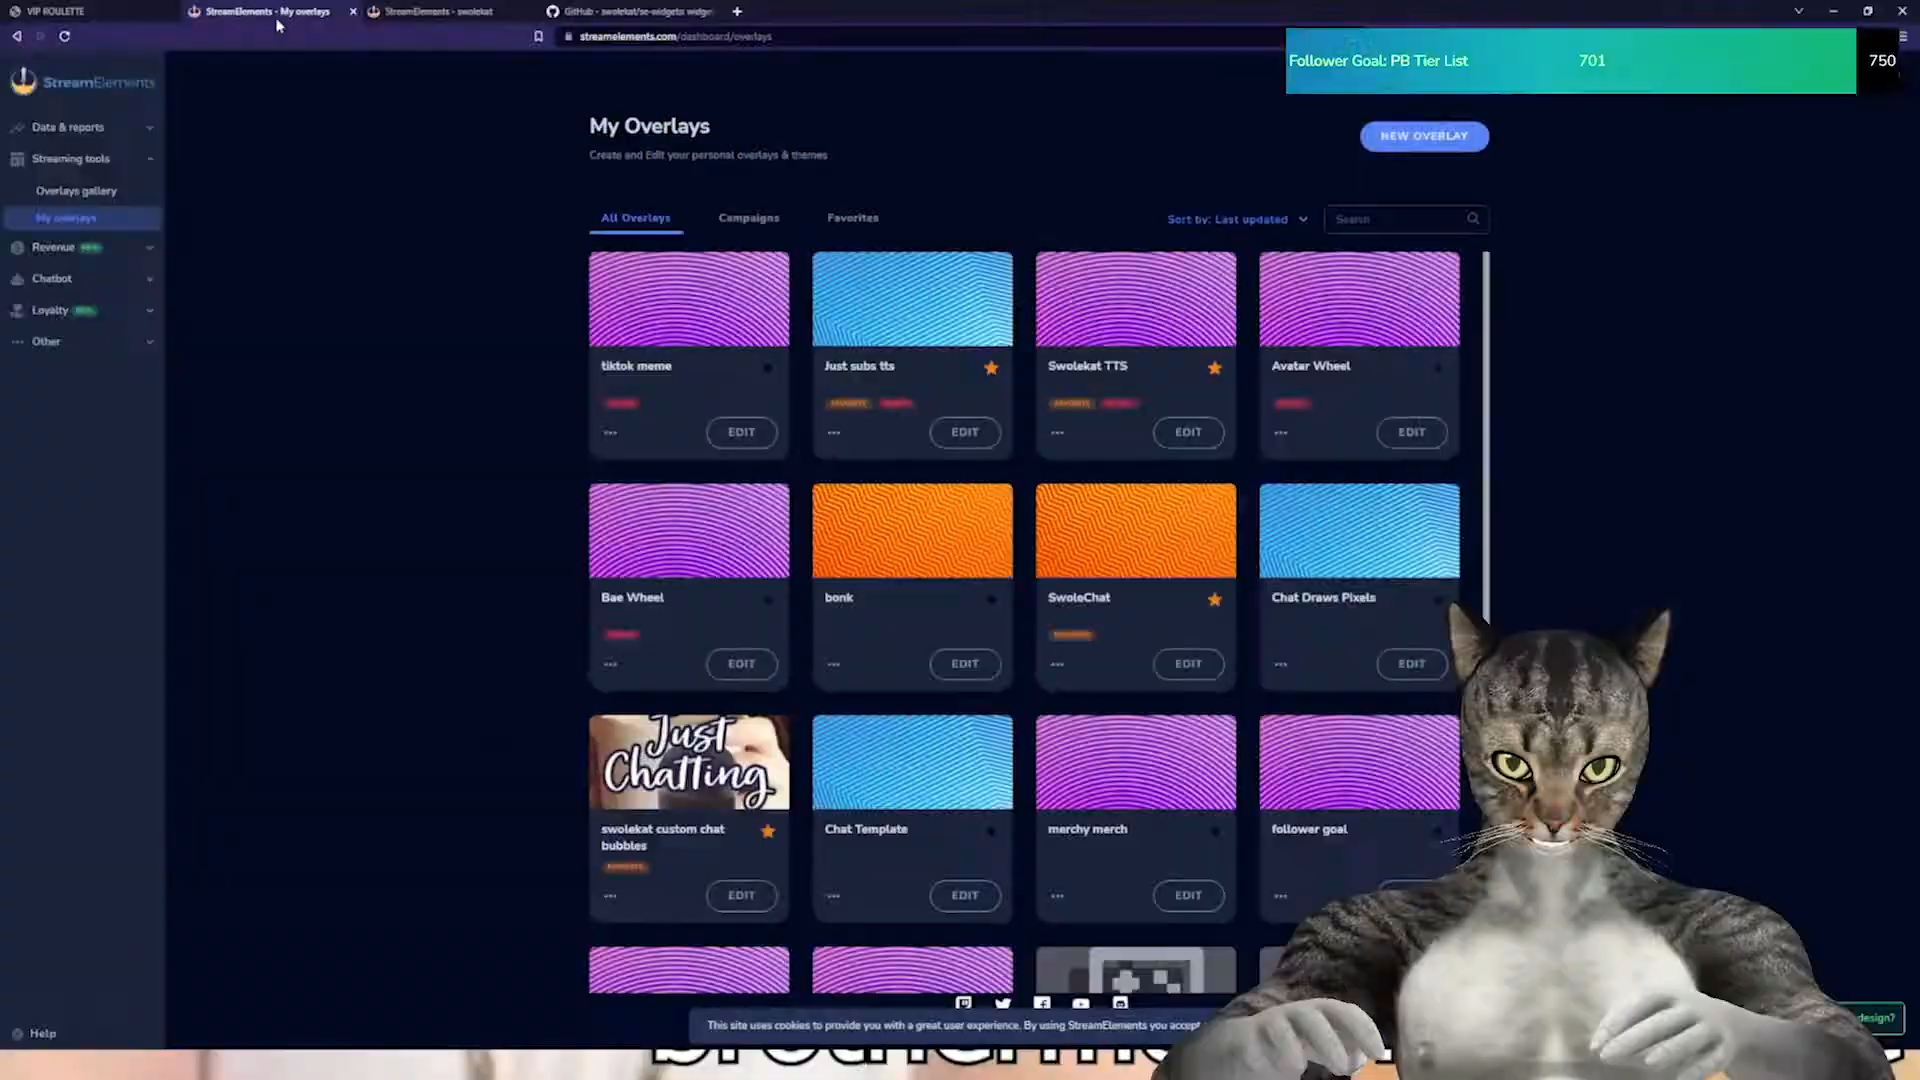 VIP ROULETTE
StreamElements - My overlays
StreamElements - swolekat
GitHub - swolekat/se-widgets: widge
streamelements.com/dashboard/overlays
Follower Goal: PB Tier List 701 750
StreamElements
Data & reports
Streaming tools
Overlays gallery
My overlays
Revenue
Chatbot
Loyalty
Other
Help
My Overlays
Create and Edit your personal overlays & themes
NEW OVERLAY
All Overlays Campaigns Favorites
Sort by: Last updated
Search
tiktok meme
Just subs tts
Swolekat TTS
Avatar Wheel
FAVORITE
FAVORITE
EDIT EDIT EDIT EDIT
Bae Wheel
bonk
SwoleChat
Chat Draws Pixels
FAVORITE
EDIT EDIT EDIT EDIT
Just
Chatting
swolekat custom chat
bubbles
Chat Template
merchy merch
follower goal
FAVORITE
EDIT EDIT EDIT
This site uses cookies to provide you with a great user experience. By using StreamElements you accept
design?